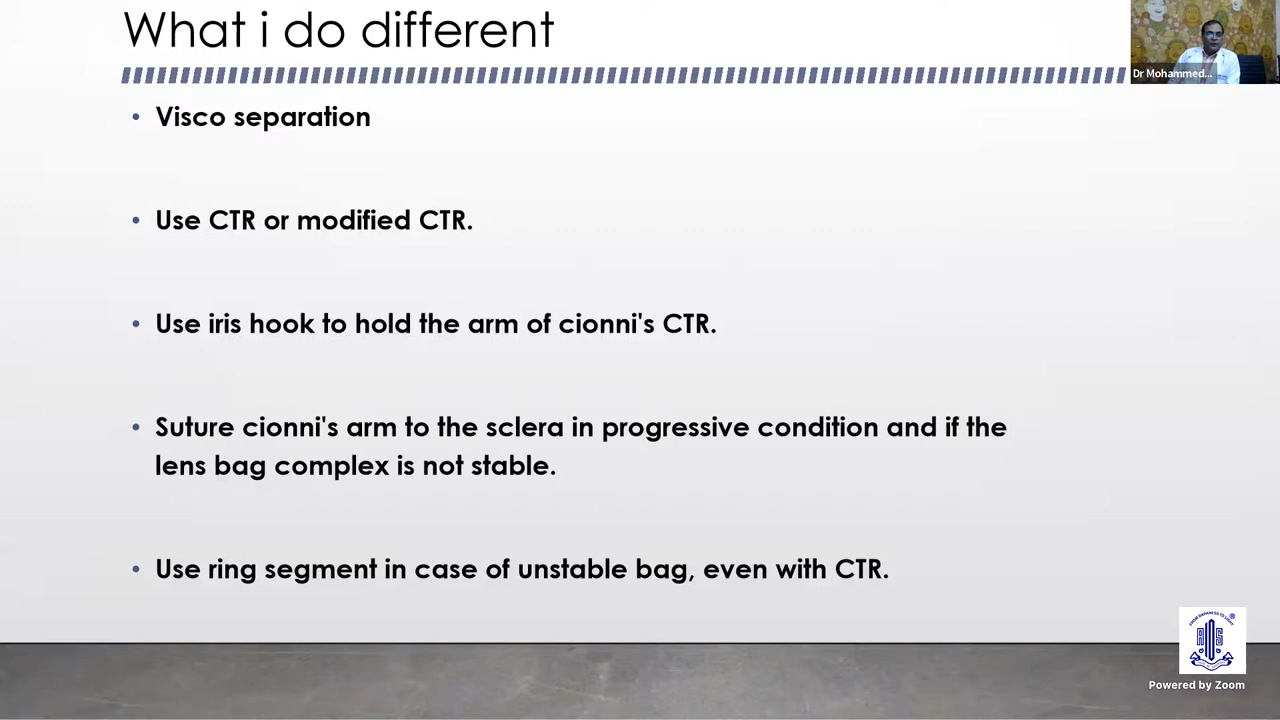 What i do different
Dr Mohammed...
• Visco separation
• Use CTR or modified CTR.
• Use iris hook to hold the arm of cionni's CTR.
• Suture cionni's arm to the sclera in progressive condition and if the
lens bag complex is not stable.
• Use ring segment in case of unstable bag, even with CTR.
Powered by Zoom